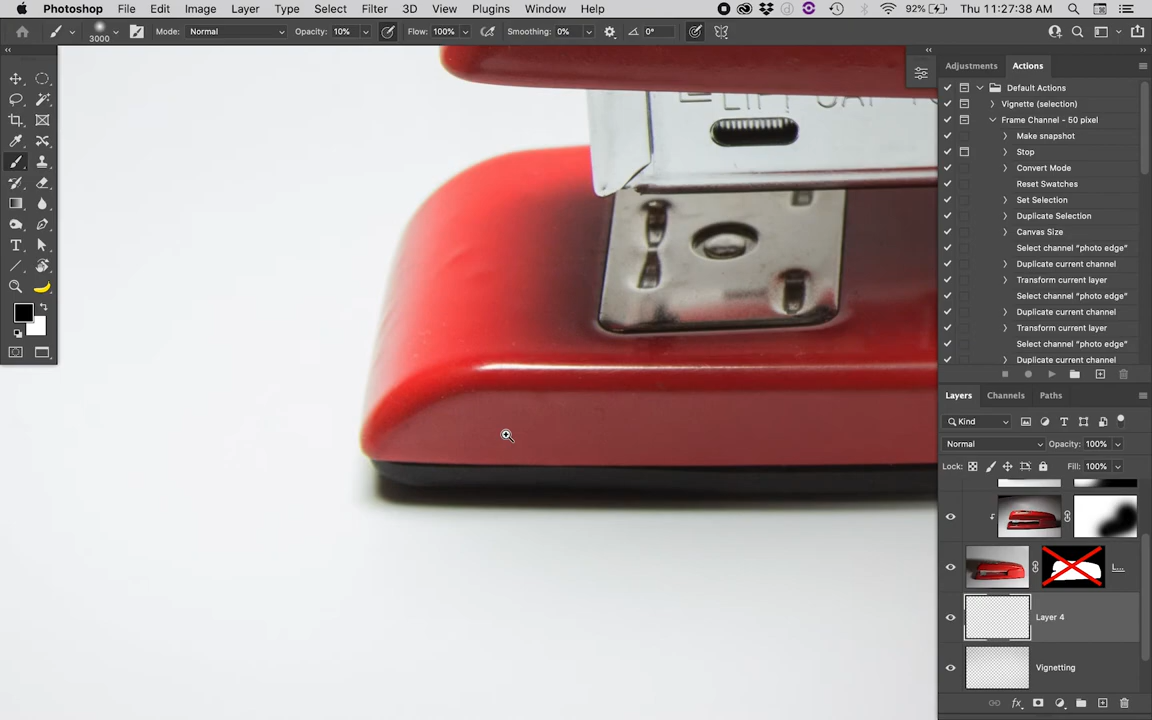 Photoshop File Edit Image Layer Type Select Filter 3D View Plugins Window Help 92% Thu 11:27:38 AM
3000 Mode: Normal Opacity: 10% Flow: 100% Smoothing: 0% 0°
Adjustments Actions
Default Actions
Vignette (selection)
Frame Channel - 50 pixel
Make snapshot
Stop
Convert Mode
Reset Swatches
Set Selection
Duplicate Selection
Canvas Size
Select channel "photo edge"
Duplicate current channel
Transform current layer
Select channel "photo edge"
Duplicate current channel
Transform current layer
Select channel "photo edge"
Duplicate current channel
Layers Channels Paths
Kind
Normal Opacity: 100%
Lock: Fill: 100%
L...
Layer 4
Vignetting